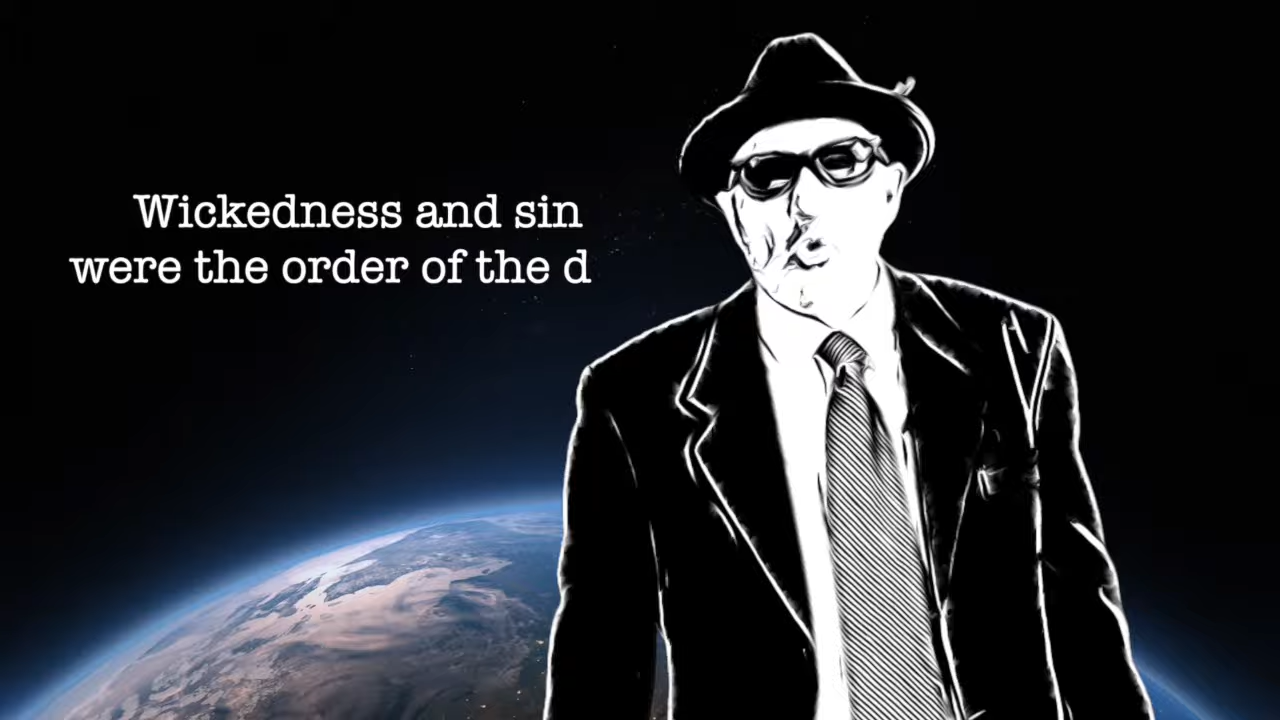 Wickedness and sin
were the order of the d